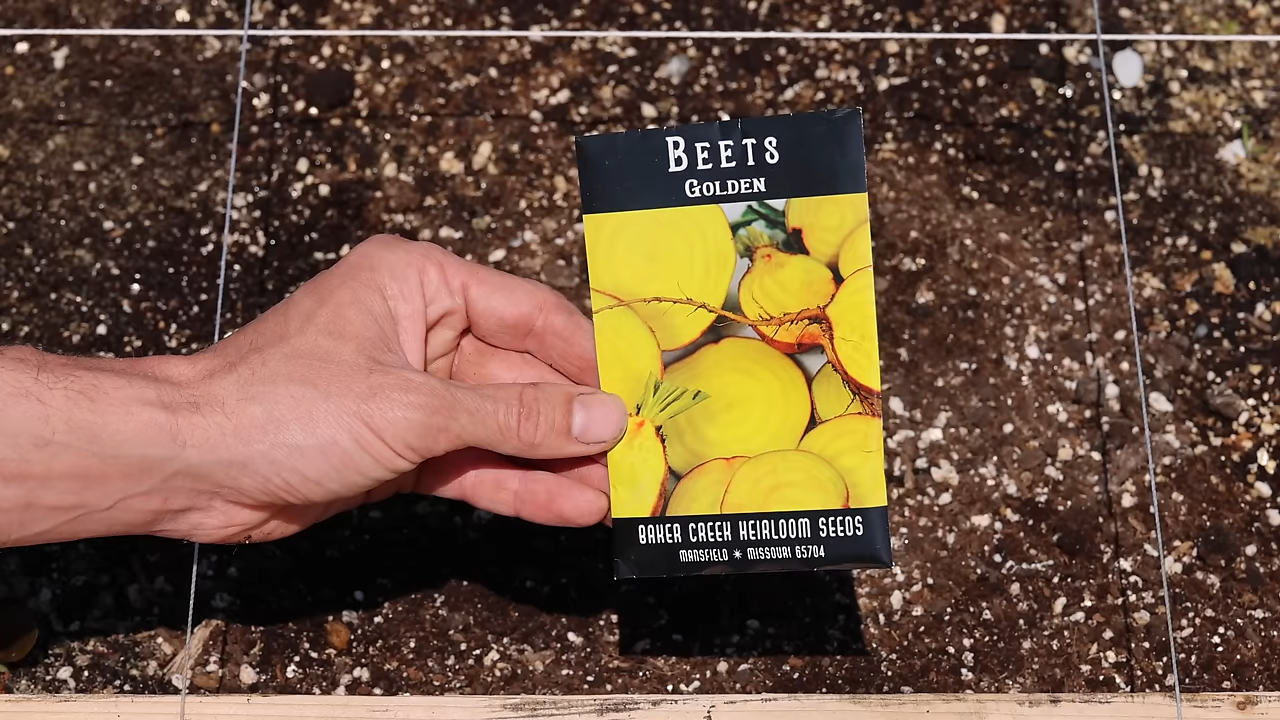 BEETS
GOLDEN
BAKER CREEK HEIRLOOM SEEDS
MANSFIELD ✴ MISSOURI 65704